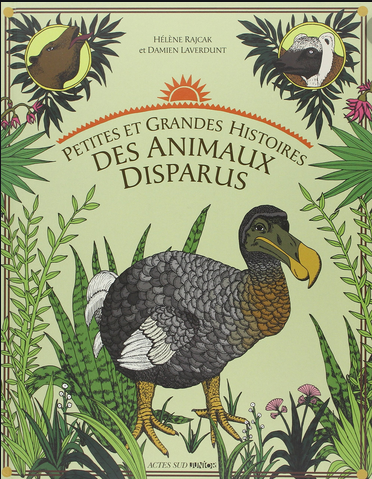 HÉLÈNE RAJCAK
ET DAMIEN LAVERDUNT
PETITES ET GRANDES HISTOIRES
DES ANIMAUX
DISPARUS
ACTES SUD JUNIOR